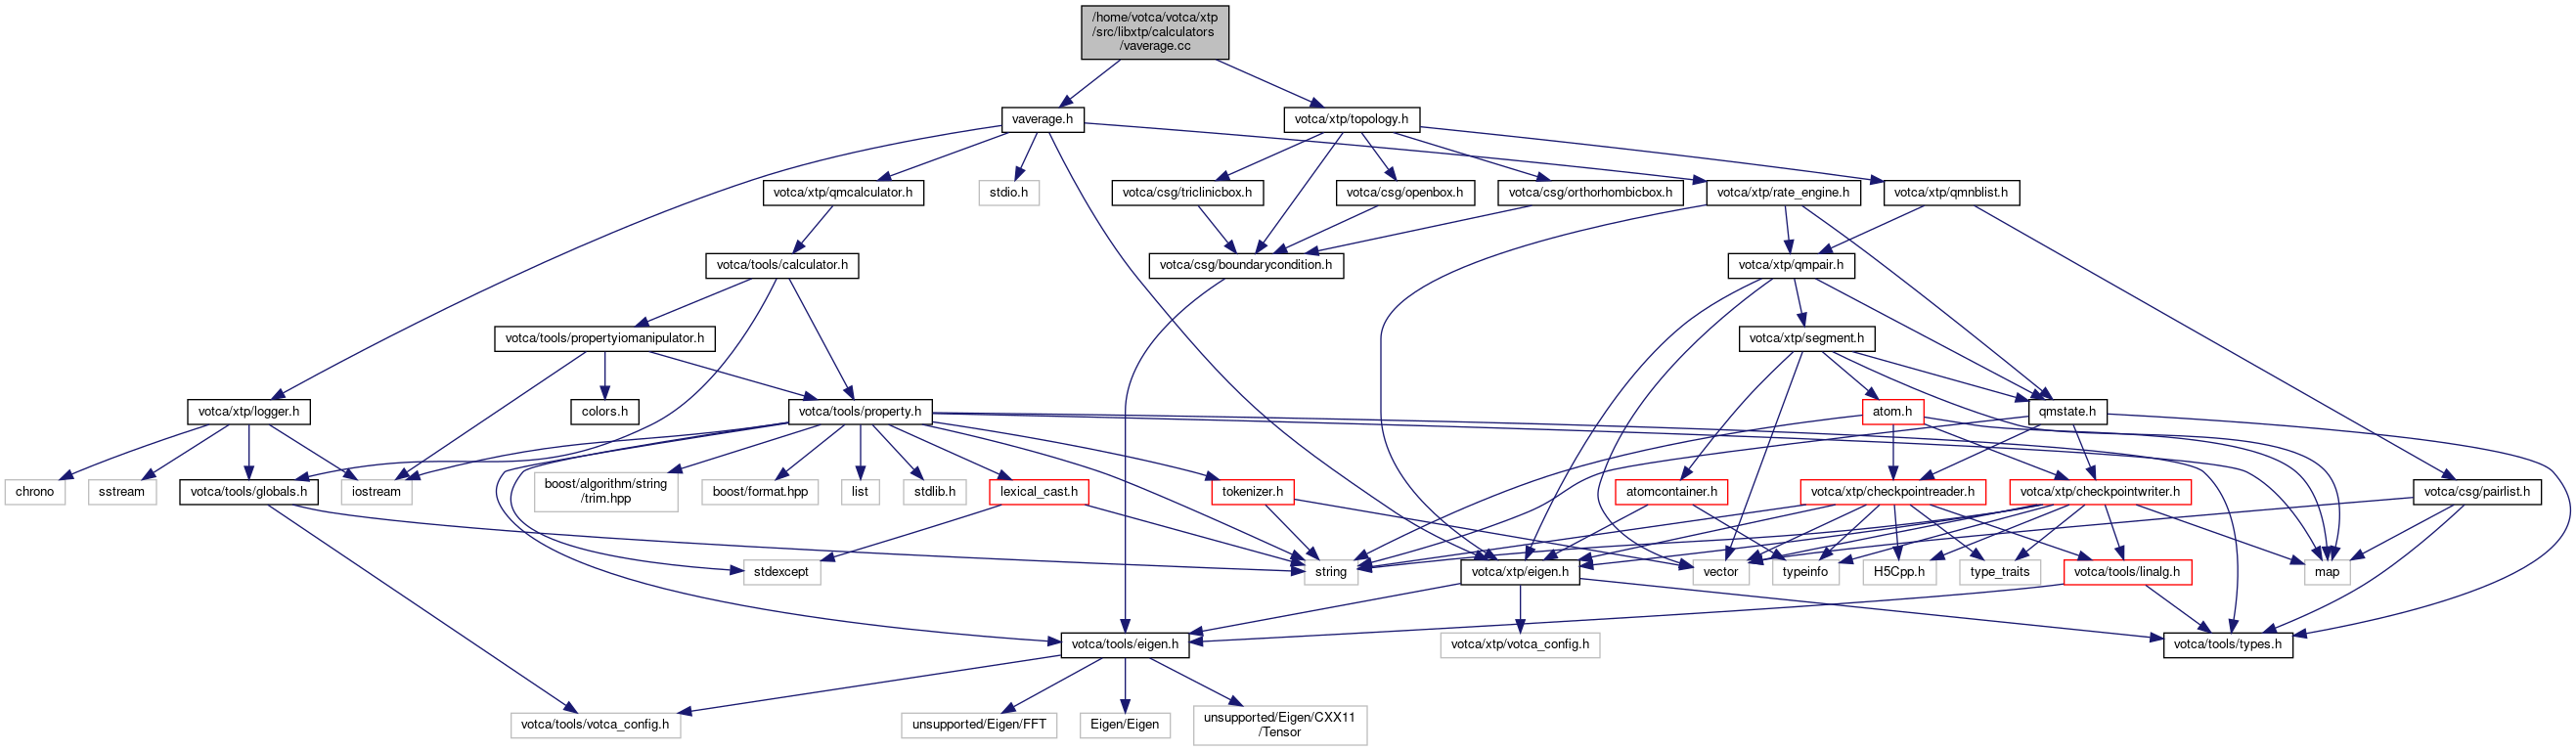 /home/votca/votca/xtp
/src/libxtp/calculators
/vaverage.cc
vaverage.h
votca/xtp/topology.h
votca/xtp/qmcalculator.h
stdio.h
votca/csg/triclinicbox.h
votca/csg/openbox.h
votca/csg/orthorhombicbox.h
votca/xtp/rate_engine.h
votca/xtp/qmnblist.h
votca/tools/calculator.h
votca/csg/boundarycondition.h
votca/xtp/qmpair.h
votca/tools/propertyiomanipulator.h
votca/xtp/segment.h
votca/xtp/logger.h
colors.h
votca/tools/property.h
atom.h
qmstate.h
chrono
sstream
votca/tools/globals.h
iostream
boost/algorithm/string
/trim.hpp
boost/format.hpp
list
stdlib.h
lexical_cast.h
tokenizer.h
atomcontainer.h
votca/xtp/checkpointreader.h
votca/xtp/checkpointwriter.h
votca/csg/pairlist.h
stdexcept
string
votca/xtp/eigen.h
vector
typeinfo
H5Cpp.h
type_traits
votca/tools/linalg.h
map
votca/tools/eigen.h
votca/xtp/votca_config.h
votca/tools/types.h
votca/tools/votca_config.h
unsupported/Eigen/FFT
Eigen/Eigen
unsupported/Eigen/CXX11
/Tensor